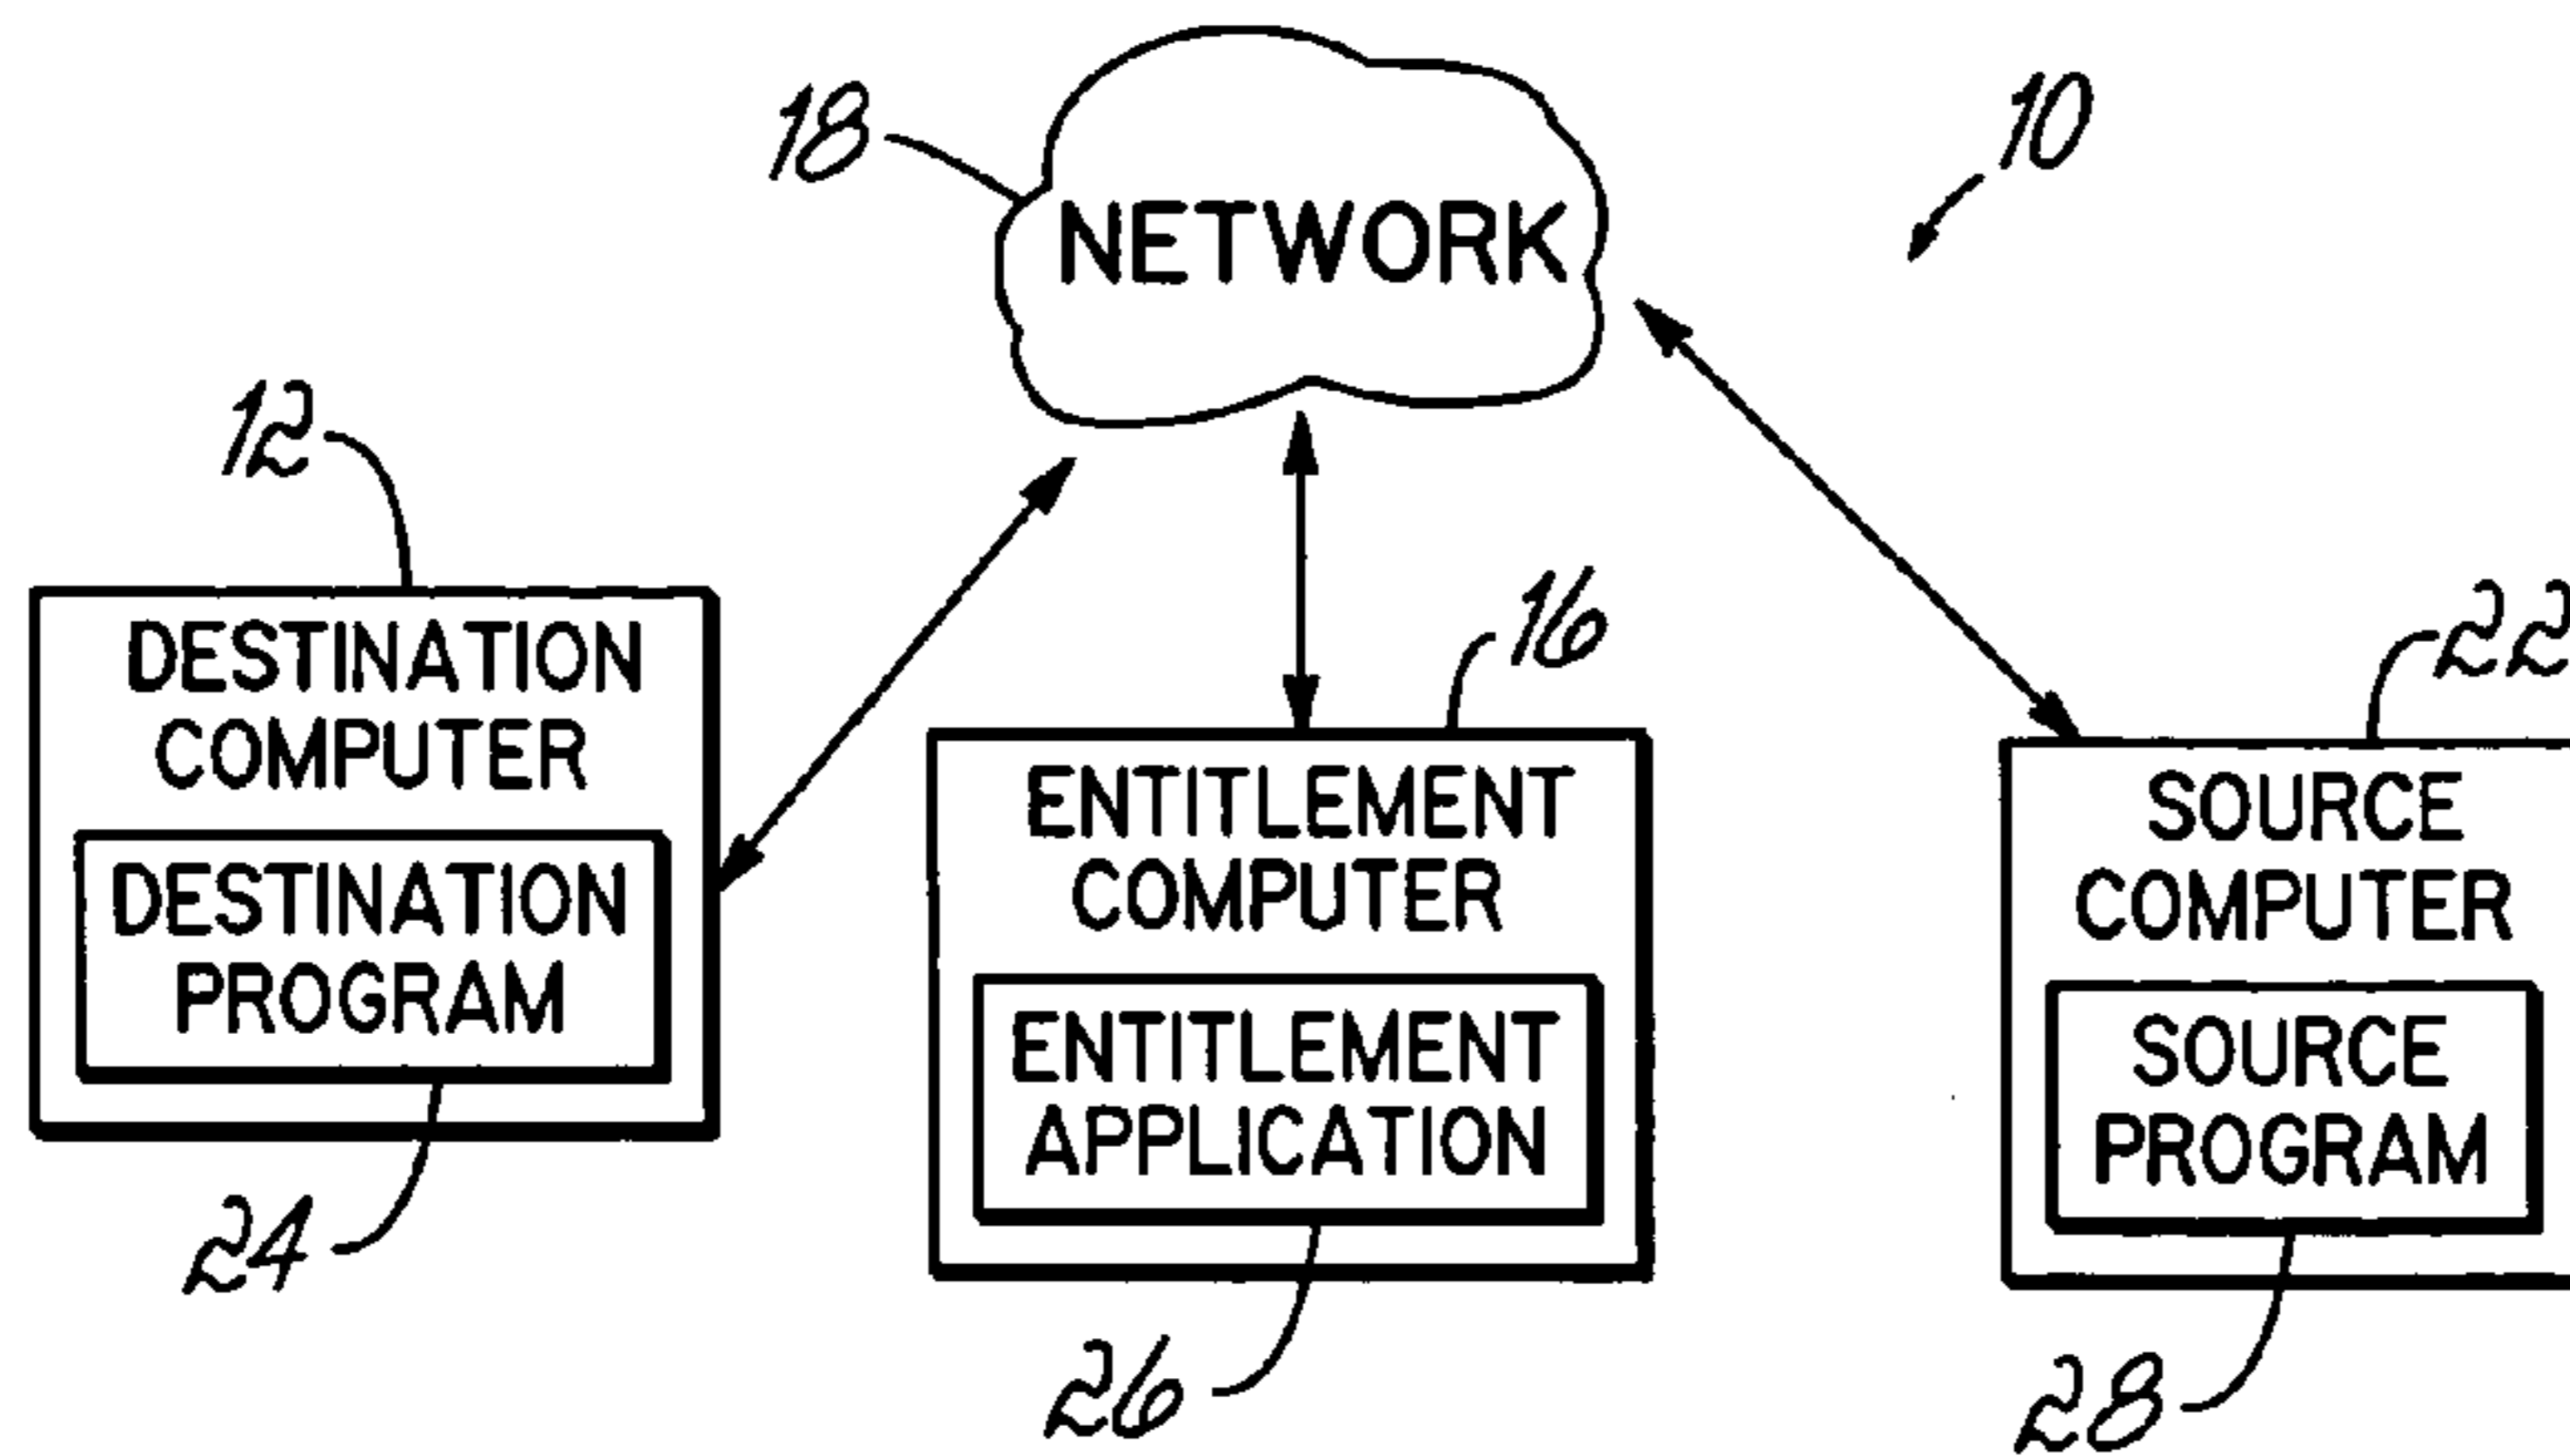 18
NETWORK
10
12
DESTINATION
COMPUTER
DESTINATION
PROGRAM
24
16
ENTITLEMENT
COMPUTER
ENTITLEMENT
APPLICATION
26
22
SOURCE
COMPUTER
SOURCE
PROGRAM
28